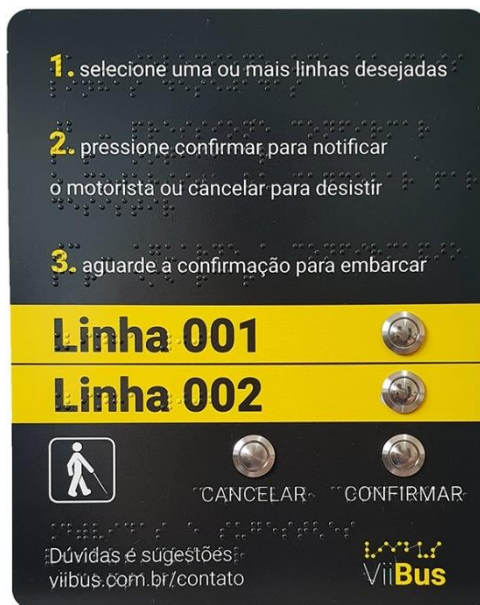 1. selecione uma ou mais linhas desejadas
2. pressione confirmar para notificar
o motorista ou cancelar para desistir
3. aguarde a confirmação para embarcar
Linha 001
Linha 002
CANCELAR CONFIRMAR
Dúvidas e sugestões
viibus.com.br/contato
ViiBus